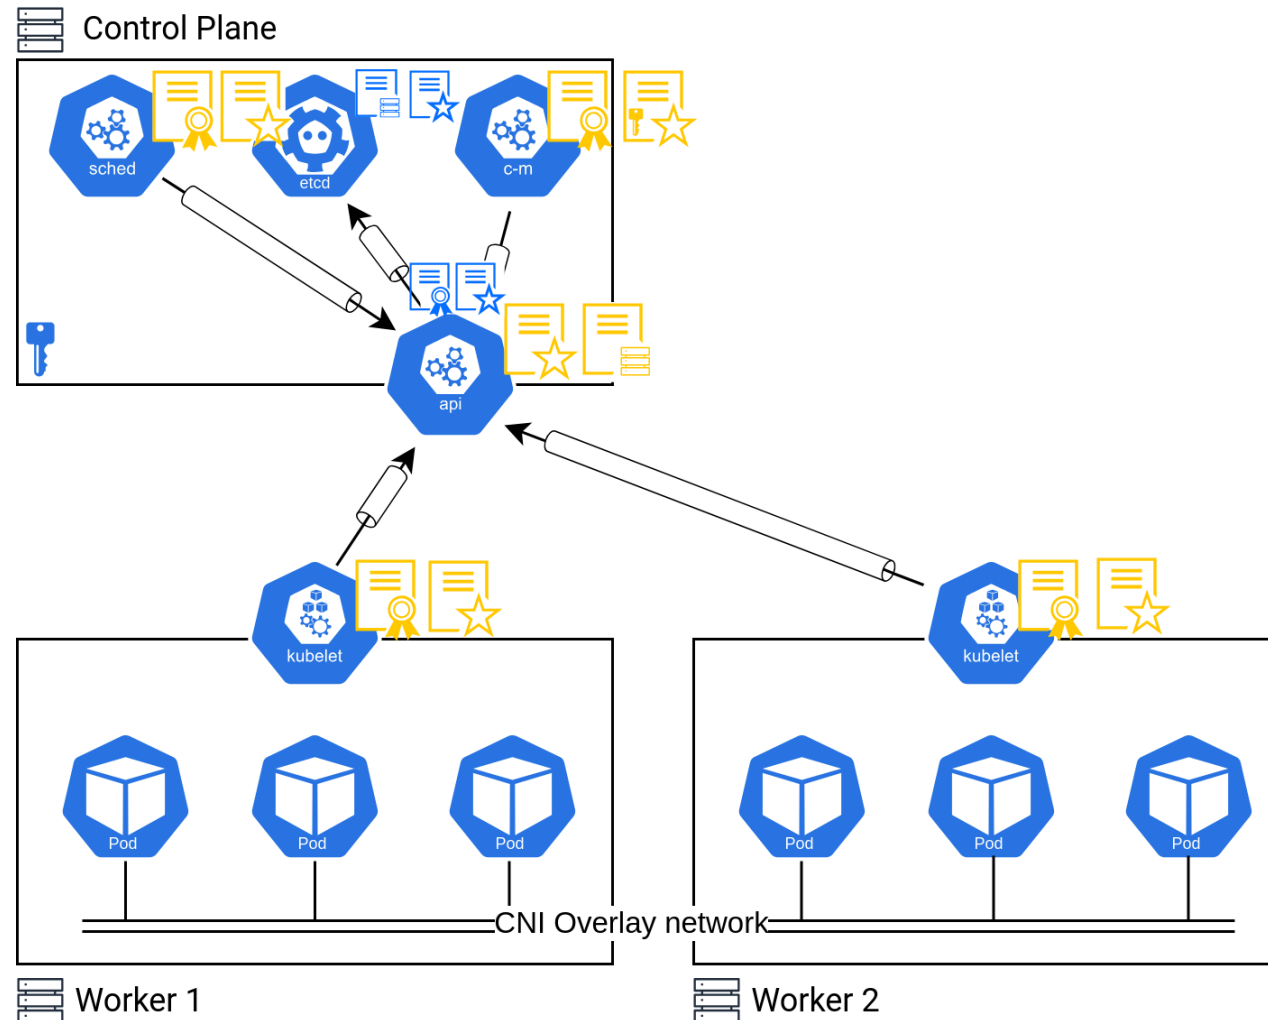 Control Plane
sched
etcd
c-m
api
kubelet
kubelet
Pod
Pod
Pod
Pod
Pod
Pod
CNI Overlay network
Worker 1
Worker 2